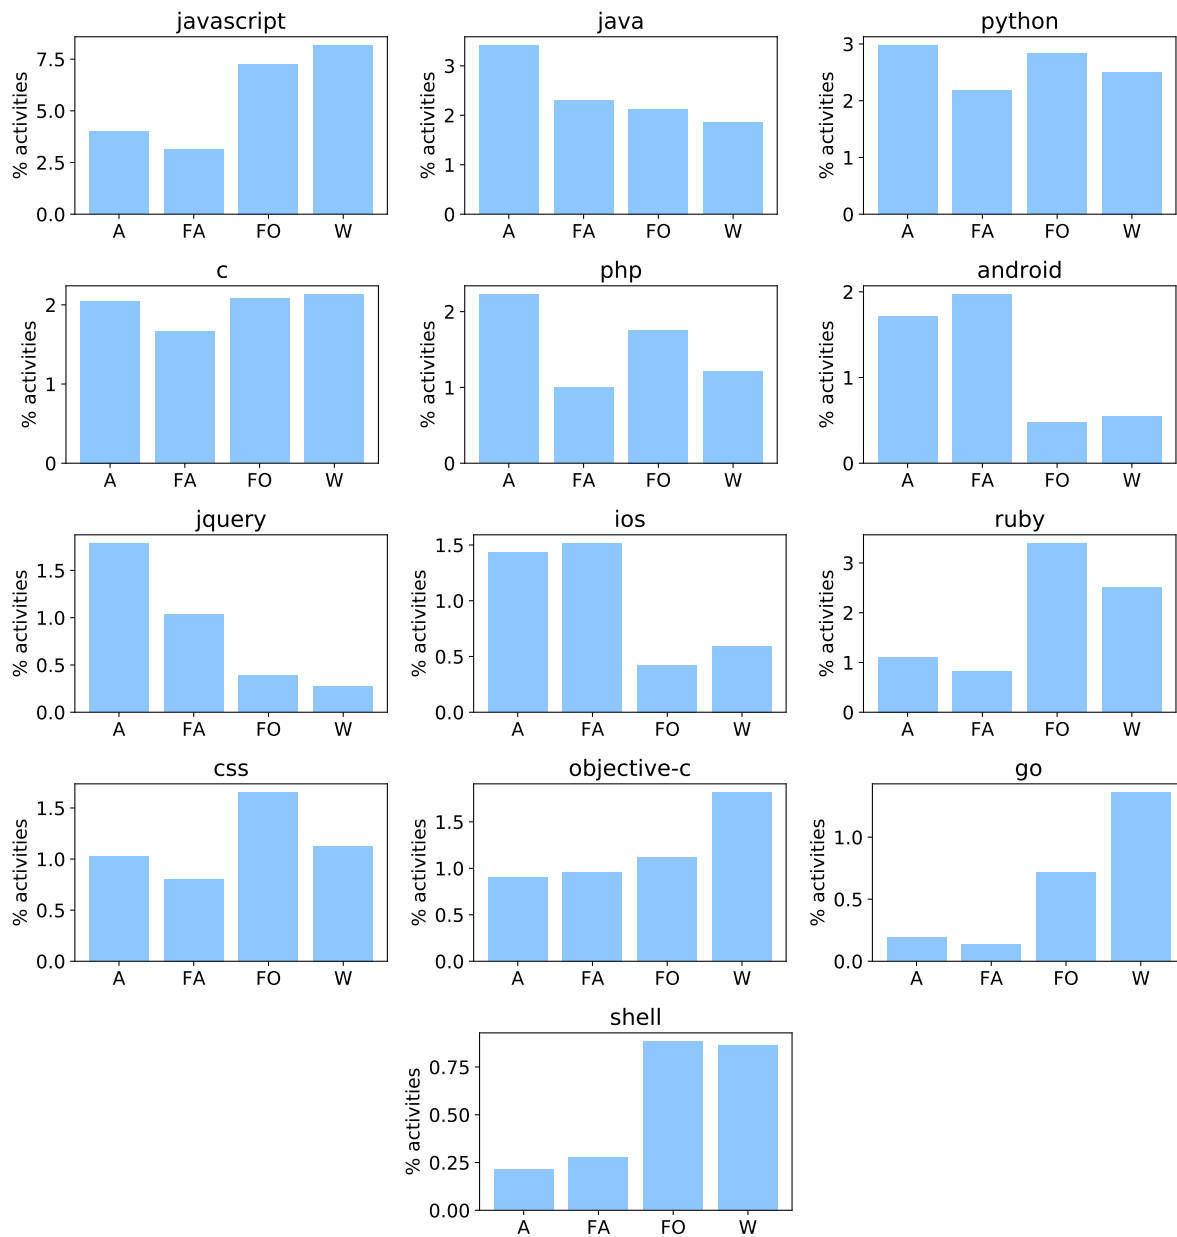 javascript
% activities
7.5
5.0
2.5
0.0
A FA FO W
java
% activities
3
2
1
0
A FA FO W
python
% activities
3
2
1
0
A FA FO W
c
% activities
2
1
0
A FA FO W
php
% activities
2
1
0
A FA FO W
android
% activities
2
1
0
A FA FO W
jquery
% activities
1.5
1.0
0.5
0.0
A FA FO W
ios
% activities
1.5
1.0
0.5
0.0
A FA FO W
ruby
% activities
3
2
1
0
A FA FO W
css
% activities
1.5
1.0
0.5
0.0
A FA FO W
objective-c
% activities
1.5
1.0
0.5
0.0
A FA FO W
go
% activities
1.0
0.5
0.0
A FA FO W
shell
% activities
0.75
0.50
0.25
0.00
A FA FO W